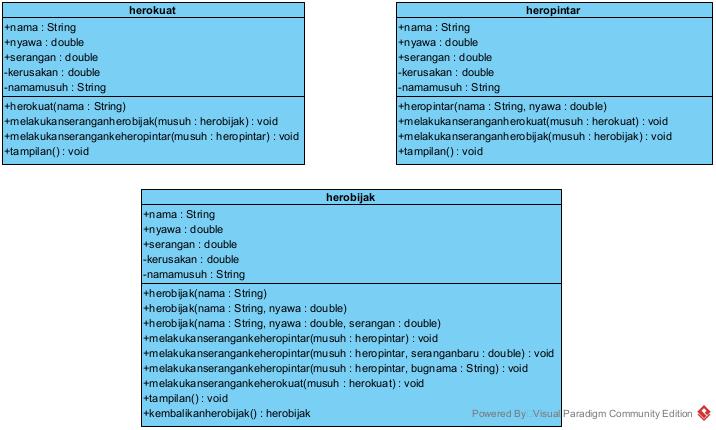 herokuat
+nama : String
+nyawa : double
+serangan : double
-kerusakan : double
-namamusuh : String
+herokuat(nama : String)
+melakukanseranganherobijak(musuh : herobijak) : void
+melakukanserangankeheropintar(musuh : heropintar) : void
+tampilan() : void
heropintar
+nama : String
+nyawa : double
+serangan : double
-kerusakan : double
-namamusuh : String
+heropintar(nama : String, nyawa : double)
+melakukanseranganherokuat(musuh : herokuat) : void
+melakukanseranganherobijak(musuh : herobijak) : void
+tampilan() : void
herobijak
+nama : String
+nyawa : double
+serangan : double
-kerusakan : double
-namamusuh : String
+herobijak(nama : String)
+herobijak(nama : String, nyawa : double)
+herobijak(nama : String, nyawa : double, serangan : double)
+melakukanserangankeheropintar(musuh : heropintar) : void
+melakukanserangankeheropintar(musuh : heropintar, seranganbaru : double) : void
+melakukanserangankeheropintar(musuh : heropintar, bugnama : String) : void
+melakukanserangankeherokuat(musuh : herokuat) : void
+tampilan() : void
+kembalikanherobijak() : herobijak
Powered By Visual Paradigm Community Edition